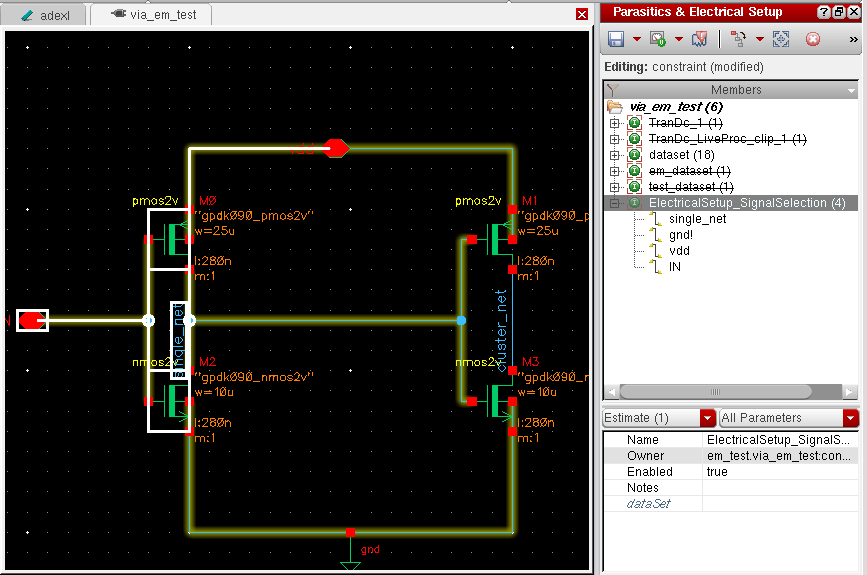 adexl
via_em_test
Parasitics & Electrical Setup
Editing: constraint (modified)
Members
via_em_test (6)
TranDc_1 (1)
TranDc_LiveProc_clip_1 (1)
dataset (18)
em_dataset (1)
test_dataset (1)
ElectricalSetup_SignalSelection (4)
single_net
gnd!
vdd
IN
pmos2v
M0
"gpdk090_pmos2v"
w=25u
l:280n
m:1
pmos2v
M1
"gpdk090_p
w=25u
l:280n
m:1
single_net
cluster_net
nmos2v
M2
"gpdk090_nmos2v"
w=10u
l:280n
m:1
nmos2v
M3
"gpdk090_n
w=10u
l:280n
m:1
gnd
Estimate (1)
All Parameters
Name ElectricalSetup_SignalS...
Owner em_test.via_em_test:con...
Enabled true
Notes
dataSet